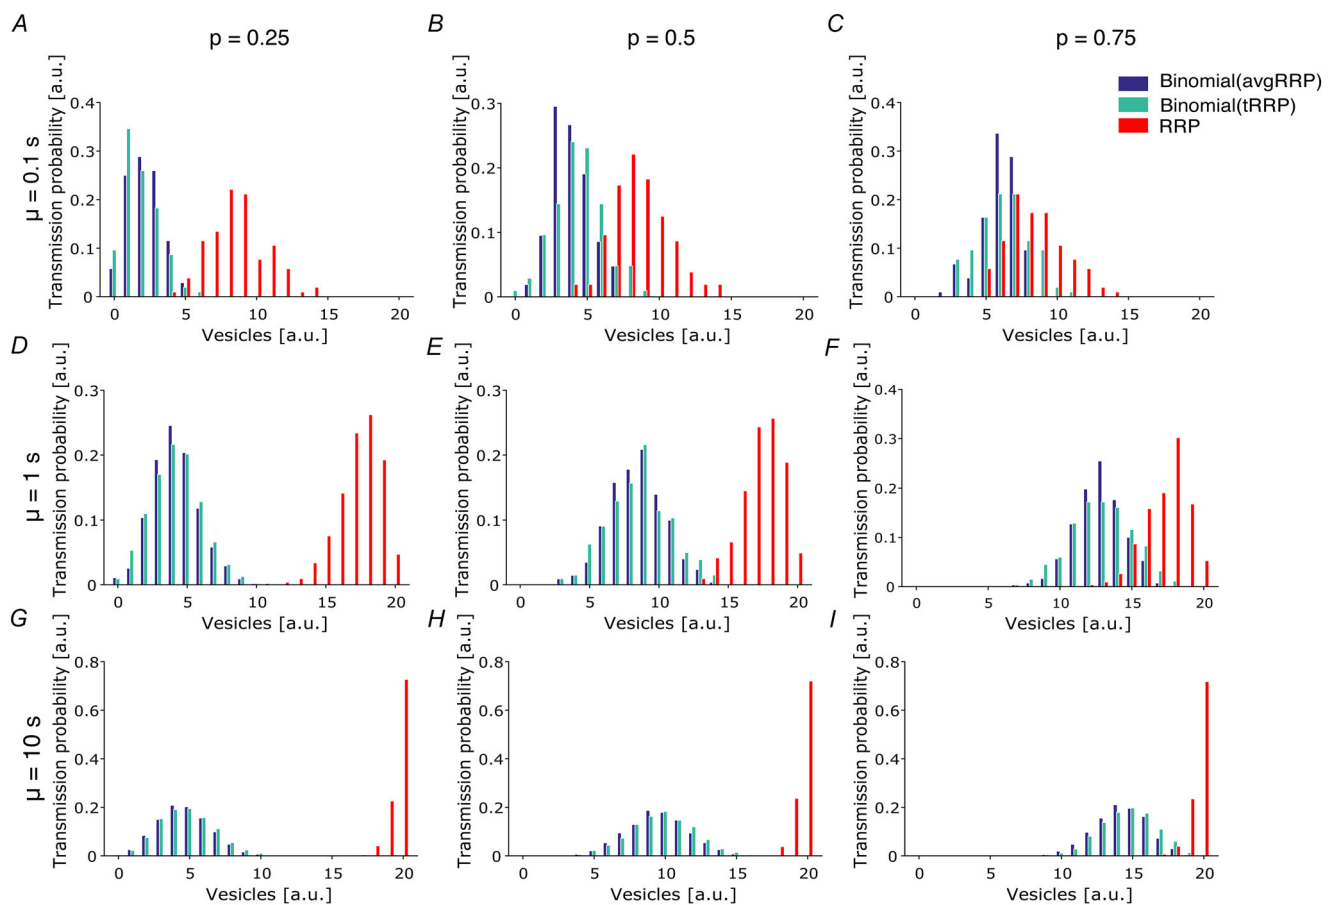 A
p = 0.25
B
p = 0.5
C
p = 0.75
Binomial(avgRRP)
Binomial(tRRP)
RRP
μ = 0.1 s
Transmission probability [a.u.]
0.4
0.3
0.2
0.1
0
0 5 10 15 20
Vesicles [a.u.]
Transmission probability [a.u.]
0.3
0.2
0.1
0
0 5 10 15 20
Vesicles [a.u.]
Transmission probability [a.u.]
0.4
0.3
0.2
0.1
0
0 5 10 15 20
Vesicles [a.u.]
D
E
F
μ = 1 s
Transmission probability [a.u.]
0.3
0.2
0.1
0
0 5 10 15 20
Vesicles [a.u.]
Transmission probability [a.u.]
0.3
0.2
0.1
0
0 5 10 15 20
Vesicles [a.u.]
Transmission probability [a.u.]
0.4
0.3
0.2
0.1
0
0 5 10 15 20
Vesicles [a.u.]
G
H
I
μ = 10 s
Transmission probability [a.u.]
0.8
0.6
0.4
0.2
0
0 5 10 15 20
Vesicles [a.u.]
Transmission probability [a.u.]
0.8
0.6
0.4
0.2
0
0 5 10 15 20
Vesicles [a.u.]
Transmission probability [a.u.]
0.8
0.6
0.4
0.2
0
0 5 10 15 20
Vesicles [a.u.]